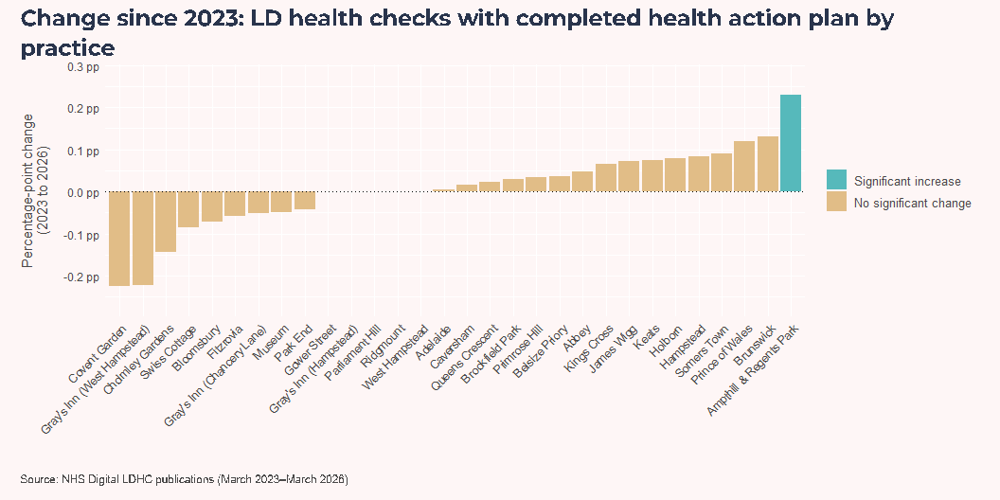 Change since 2023: LD health checks with completed health action plan by
practice
0.3 pp
0.2 pp
0.1 pp
0.0 pp
-0.1 pp
-0.2 pp
Percentage-point change
(2023 to 2026)
Significant increase
No significant change
Covent Garden
Gray's Inn (West Hampstead)
Cholmley Gardens
Swiss Cottage
Bloomsbury
Fitzrovia
Gray's Inn (Chancery Lane)
Museum
Park End
Gower Street
Gray's Inn (Hampstead)
Parliament Hill
Ridgmount
West Hampstead
Adelaide
Caversham
Queens Crescent
Brookfield Park
Primrose Hill
Belsize Priory
Abbey
Kings Cross
James Wigg
Keats
Holborn
Hampstead
Somers Town
Prince of Wales
Brunswick
Ampthill & Regents Park
Source: NHS Digital LDHC publications (March 2023–March 2026)